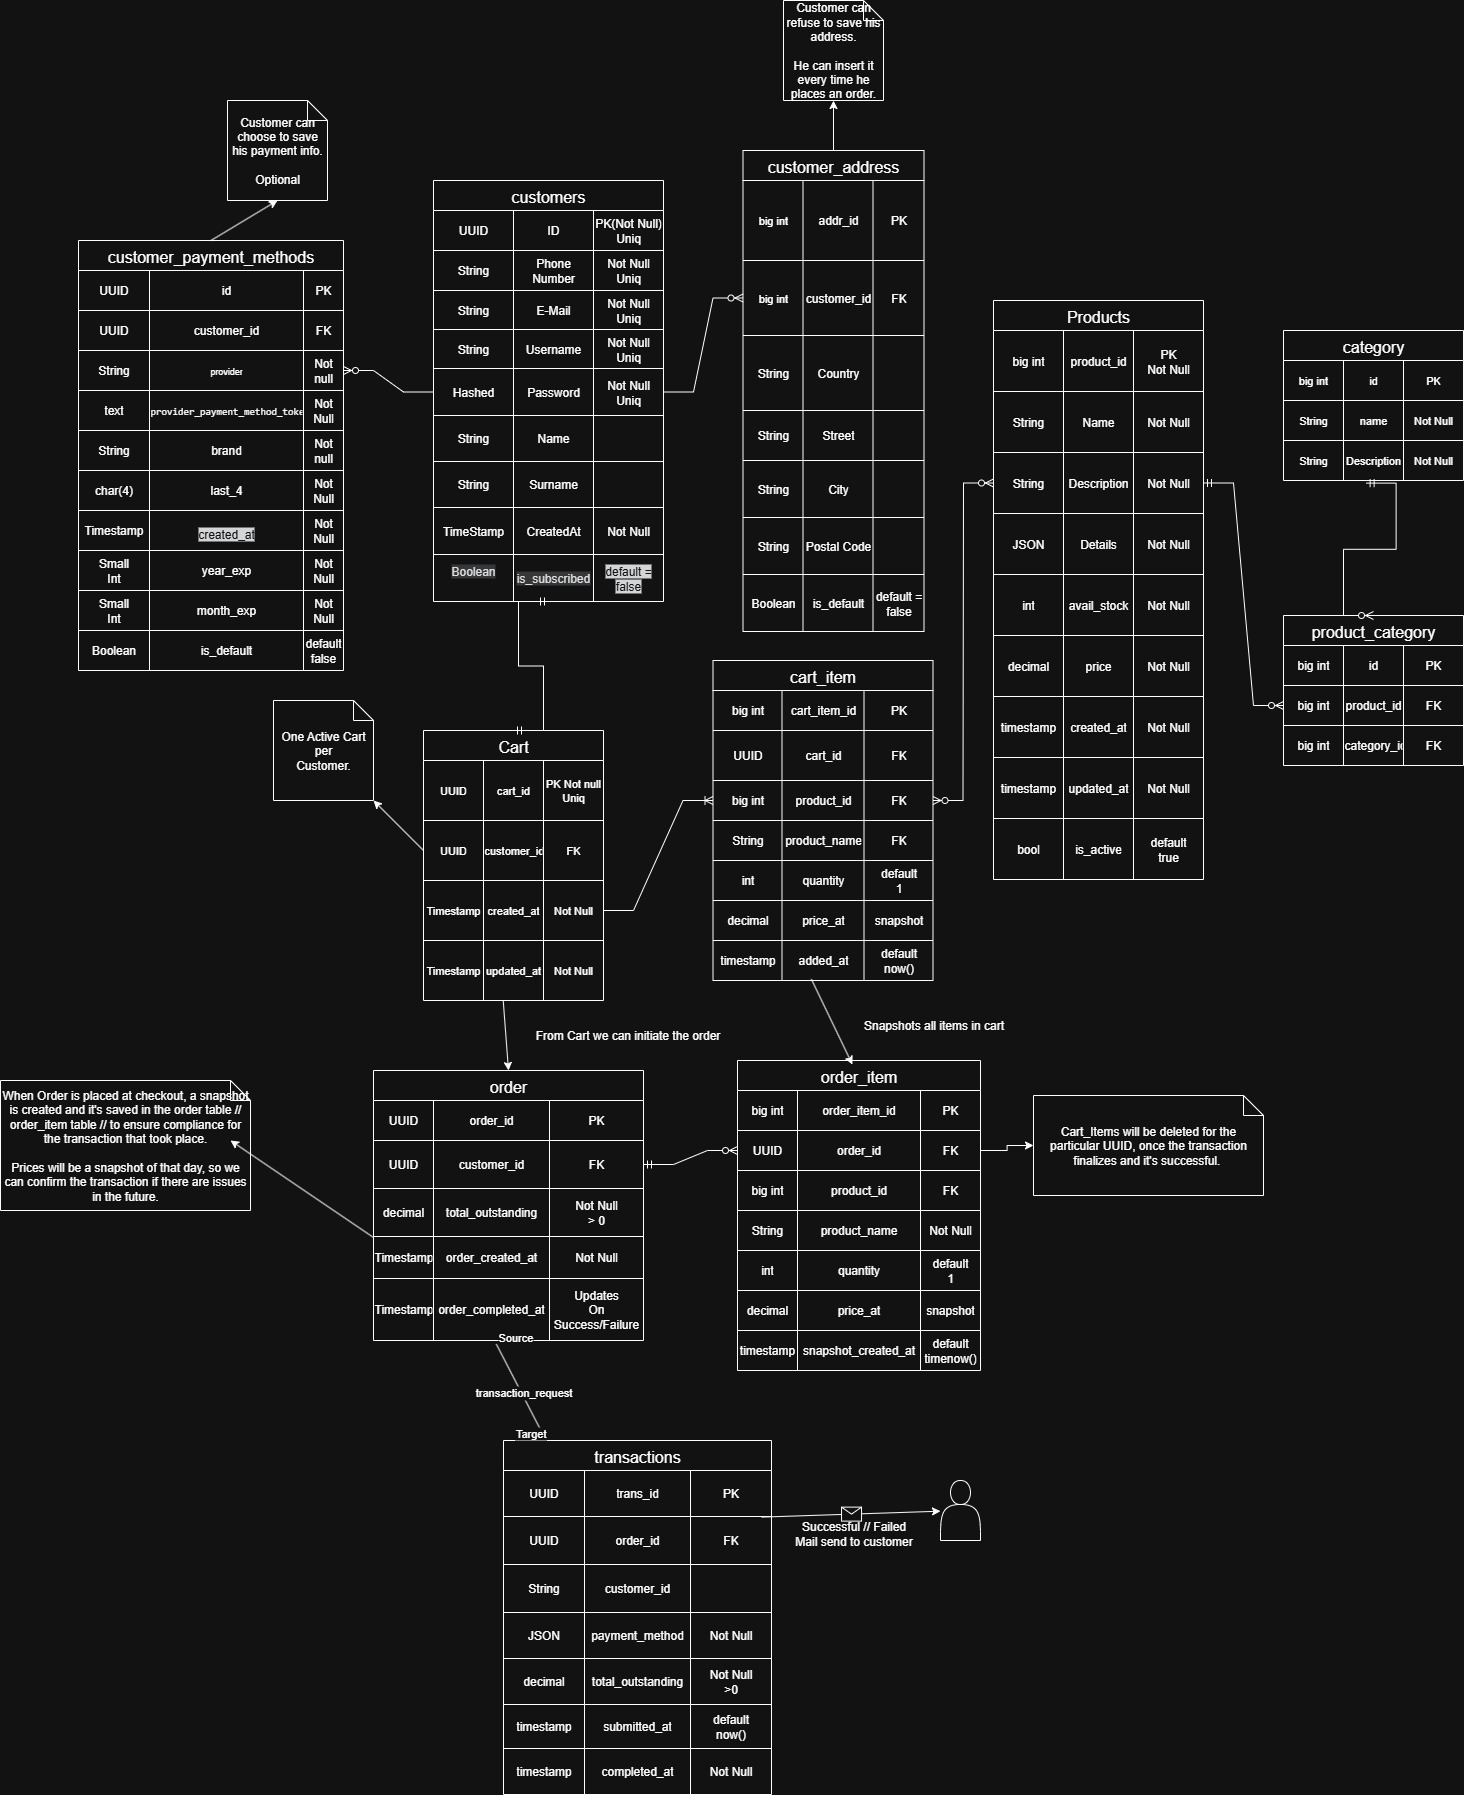 Customer can
refuse to save his
address.
He can insert it
every time he
places an order.
Customer can
choose to save
his payment info.
Optional
customer_payment_methods
UUID id PK
UUID customer_id FK
String provider Not
null
text provider_payment_method_toke Not
Null
String brand Not
null
char(4) last_4 Not
Null
Timestamp created_at Not
Null
Small
Int year_exp Not
Null
Small
Int month_exp Not
Null
Boolean is_default default
false
customers
UUID ID PK(Not Null)
Uniq
String Phone
Number Not Null
Uniq
String E-Mail Not Null
Uniq
String Username Not Null
Uniq
Hashed Password Not Null
Uniq
String Name
String Surname
TimeStamp CreatedAt Not Null
Boolean is_subscribed default =
false
customer_address
big int addr_id PK
big int customer_id FK
String Country
String Street
String City
String Postal Code
Boolean is_default default =
false
Products
big int product_id PK
Not Null
String Name Not Null
String Description Not Null
JSON Details Not Null
int avail_stock Not Null
decimal price Not Null
timestamp created_at Not Null
timestamp updated_at Not Null
bool is_active default
true
category
big int id PK
String name Not Null
String Description Not Null
product_category
big int id PK
big int product_id FK
big int category_id FK
One Active Cart
per
Customer.
Cart
UUID cart_id PK Not null
Uniq
UUID customer_id FK
Timestamp created_at Not Null
Timestamp updated_at Not Null
cart_item
big int cart_item_id PK
UUID cart_id FK
big int product_id FK
String product_name FK
int quantity default
1
decimal price_at snapshot
timestamp added_at default
now()
From Cart we can initiate the order
Snapshots all items in cart
When Order is placed at checkout, a snapshot
is created and it's saved in the order table //
order_item table // to ensure compliance for
the transaction that took place.
Prices will be a snapshot of that day, so we
can confirm the transaction if there are issues
in the future.
order
UUID order_id PK
UUID customer_id FK
decimal total_outstanding Not Null
> 0
Timestamp order_created_at Not Null
Timestamp order_completed_at Updates
On
Success/Failure
order_item
big int order_item_id PK
UUID order_id FK
big int product_id FK
String product_name Not Null
int quantity default
1
decimal price_at snapshot
timestamp snapshot_created_at default
timenow()
Cart_Items will be deleted for the
particular UUID, once the transaction
finalizes and it's successful.
Source
transaction_request
Target
transactions
UUID trans_id PK
UUID order_id FK
String customer_id
JSON payment_method Not Null
decimal total_outstanding Not Null
>0
timestamp submitted_at default
now()
timestamp completed_at Not Null
Successful // Failed
Mail send to customer